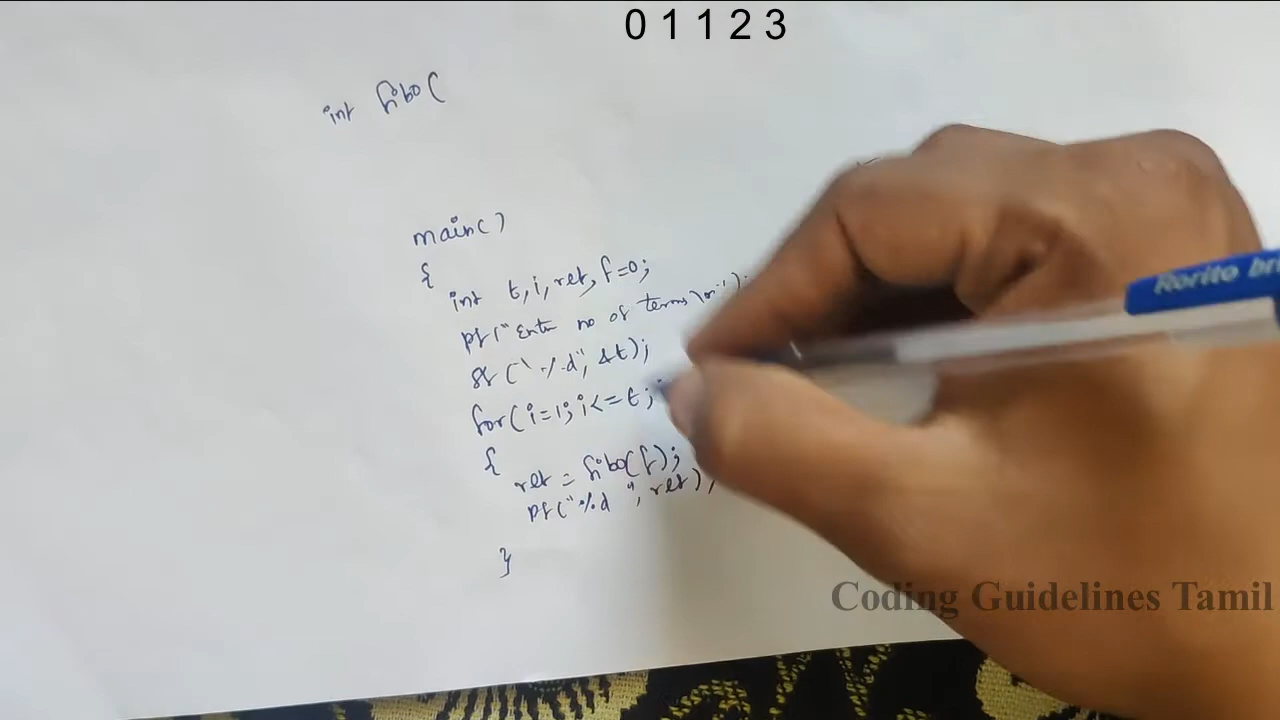 0 1 1 2 3
int fibo(
main()
{
int t, i, ret, f=0;
pf("Enter no of terms\n");
sf("%d", &t);
for(i=1; i<=t;
{
ret = fibo(f);
pf("%d ", ret);
}
Rorito
Coding Guidelines Tamil